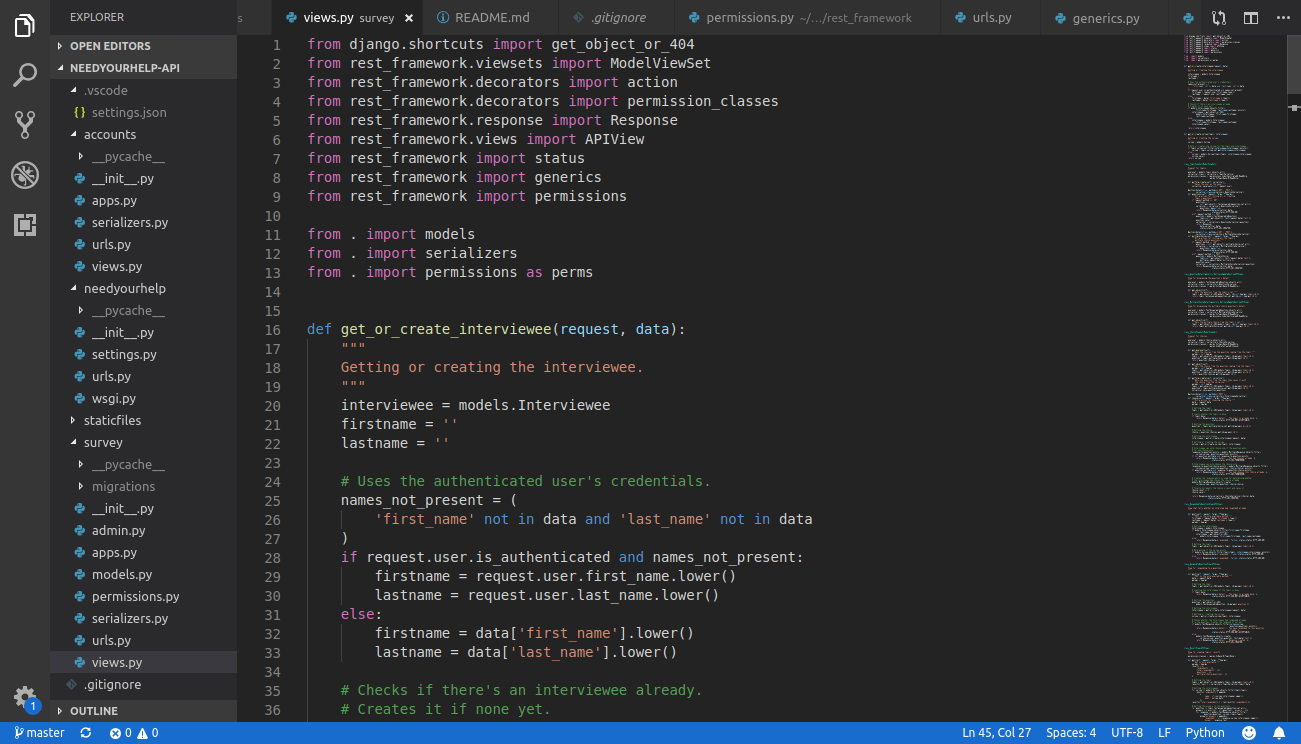 EXPLORER
OPEN EDITORS
NEEDYOURHELP-API
.vscode
{ } settings.json
accounts
__pycache__
__init__.py
apps.py
serializers.py
urls.py
views.py
needyourhelp
__pycache__
__init__.py
settings.py
urls.py
wsgi.py
staticfiles
survey
__pycache__
migrations
__init__.py
admin.py
apps.py
models.py
permissions.py
serializers.py
urls.py
views.py
.gitignore
OUTLINE
1
s views.py survey × README.md .gitignore permissions.py ~/.../rest_framework urls.py generics.py
1 from django.shortcuts import get_object_or_404
2 from rest_framework.viewsets import ModelViewSet
3 from rest_framework.decorators import action
4 from rest_framework.decorators import permission_classes
5 from rest_framework.response import Response
6 from rest_framework.views import APIView
7 from rest_framework import status
8 from rest_framework import generics
9 from rest_framework import permissions
10
11 from . import models
12 from . import serializers
13 from . import permissions as perms
14
15
16 def get_or_create_interviewee(request, data):
17     """
18     Getting or creating the interviewee.
19     """
20     interviewee = models.Interviewee
21     firstname = ''
22     lastname = ''
23
24     # Uses the authenticated user's credentials.
25     names_not_present = (
26         'first_name' not in data and 'last_name' not in data
27     )
28     if request.user.is_authenticated and names_not_present:
29         firstname = request.user.first_name.lower()
30         lastname = request.user.last_name.lower()
31     else:
32         firstname = data['first_name'].lower()
33         lastname = data['last_name'].lower()
34
35     # Checks if there's an interviewee already.
36     # Creates it if none yet.
master 0 0 Ln 45, Col 27 Spaces: 4 UTF-8 LF Python